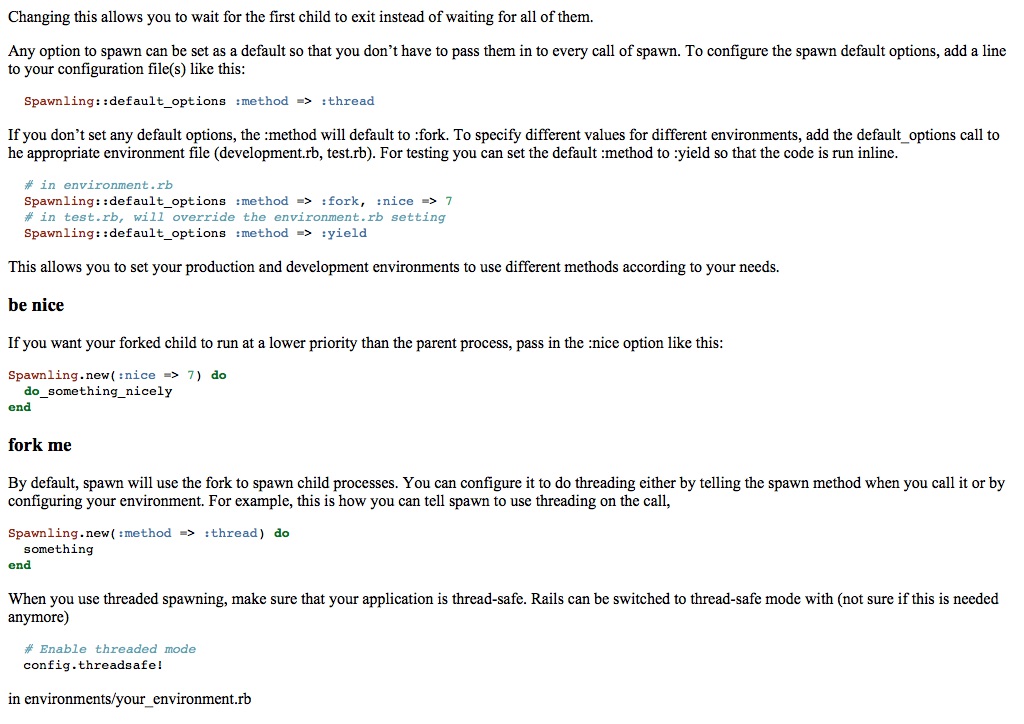 Changing this allows you to wait for the first child to exit instead of waiting for all of them.
Any option to spawn can be set as a default so that you don't have to pass them in to every call of spawn. To configure the spawn default options, add a line
to your configuration file(s) like this:
Spawnling::default_options :method => :thread
If you don't set any default options, the :method will default to :fork. To specify different values for different environments, add the default_options call to
he appropriate environment file (development.rb, test.rb). For testing you can set the default :method to :yield so that the code is run inline.
# in environment.rb
Spawnling::default_options :method => :fork, :nice => 7
# in test.rb, will override the environment.rb setting
Spawnling::default_options :method => :yield
This allows you to set your production and development environments to use different methods according to your needs.
be nice
If you want your forked child to run at a lower priority than the parent process, pass in the :nice option like this:
Spawnling.new(:nice => 7) do
  do_something_nicely
end
fork me
By default, spawn will use the fork to spawn child processes. You can configure it to do threading either by telling the spawn method when you call it or by
configuring your environment. For example, this is how you can tell spawn to use threading on the call,
Spawnling.new(:method => :thread) do
  something
end
When you use threaded spawning, make sure that your application is thread-safe. Rails can be switched to thread-safe mode with (not sure if this is needed
anymore)
# Enable threaded mode
config.threadsafe!
in environments/your_environment.rb